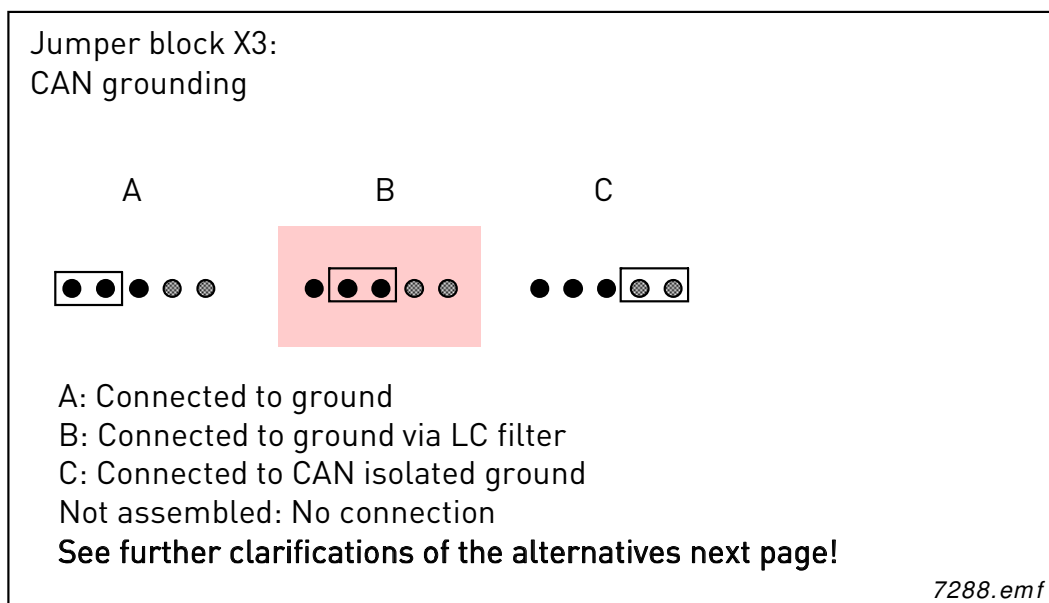 Jumper block X3:
CAN grounding
A B C
A: Connected to ground
B: Connected to ground via LC filter
C: Connected to CAN isolated ground
Not assembled: No connection
See further clarifications of the alternatives next page!
7288.emf